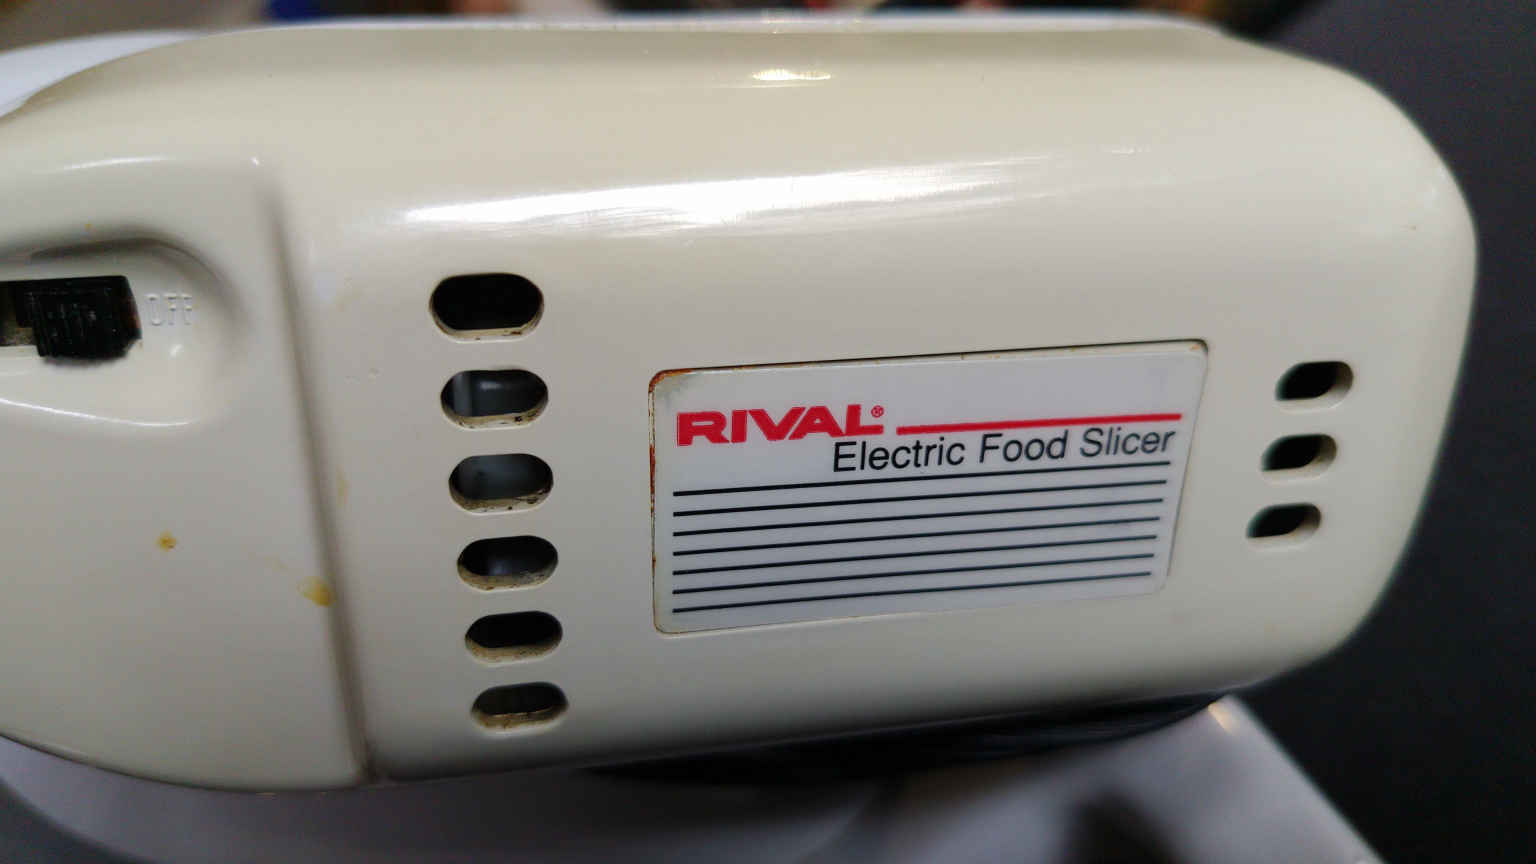 OFF
RIVAL®
Electric Food Slicer